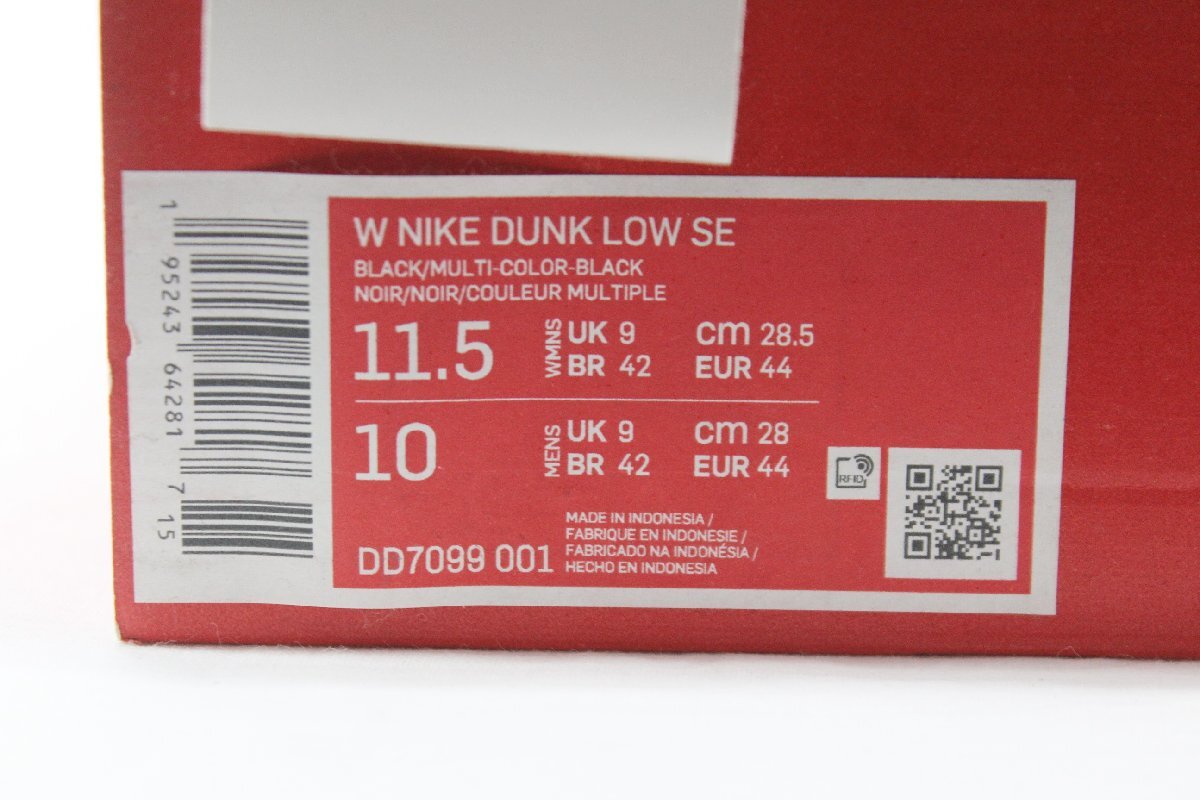 W NIKE DUNK LOW SE
BLACK/MULTI-COLOR-BLACK
NOIR/NOIR/COULEUR MULTIPLE
11.5 WMNS UK 9 cm 28.5
BR 42 EUR 44
10 MENS UK 9 cm 28
BR 42 EUR 44
RFID
DD7099 001
MADE IN INDONESIA /
FABRIQUE EN INDONESIE /
FABRICADO NA INDONÉSIA /
HECHO EN INDONESIA
1 95243 64281 7 15